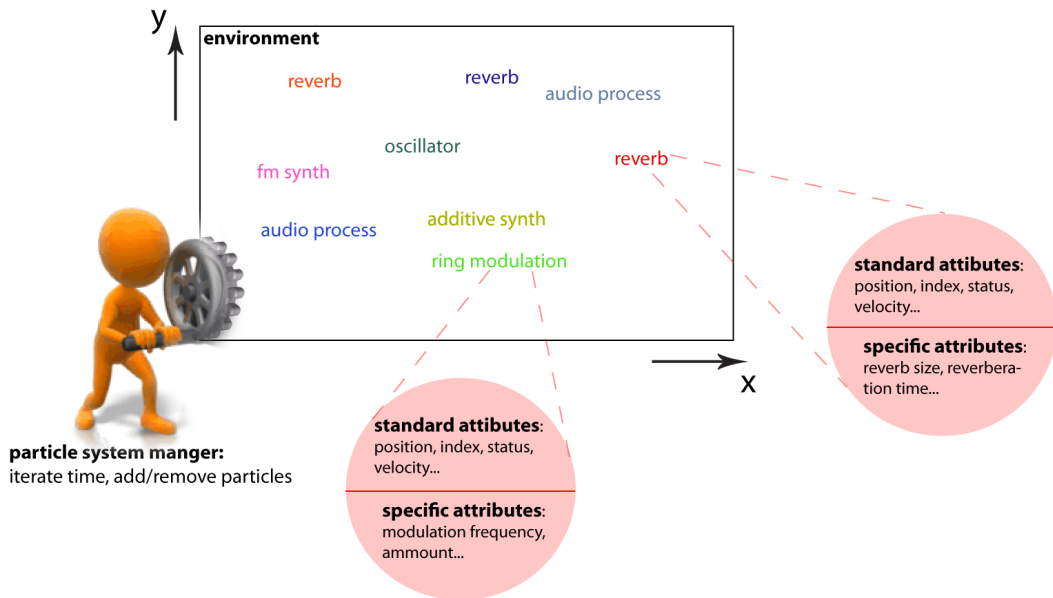 y
environment
reverb
reverb
audio process
oscillator
reverb
fm synth
additive synth
audio process
ring modulation
x
standard attibutes:
position, index, status,
velocity...
specific attributes:
reverb size, reverbera-
tion time...
particle system manger:
iterate time, add/remove particles
standard attibutes:
position, index, status,
velocity...
specific attributes:
modulation frequency,
ammount...